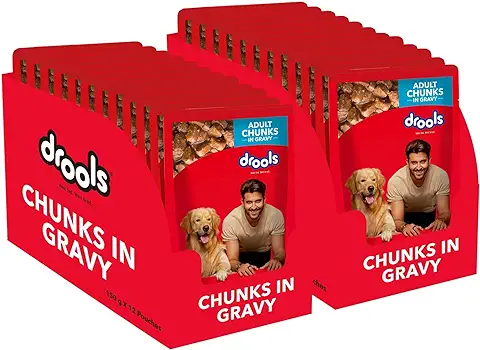 drools
CHUNKS IN
GRAVY
150 g X 12 Pouches
ADULT
CHUNKS
IN GRAVY
drools
CHUNKS IN
GRAVY
ADULT
CHUNKS
IN GRAVY
drools
CHUNKS IN
GRAVY